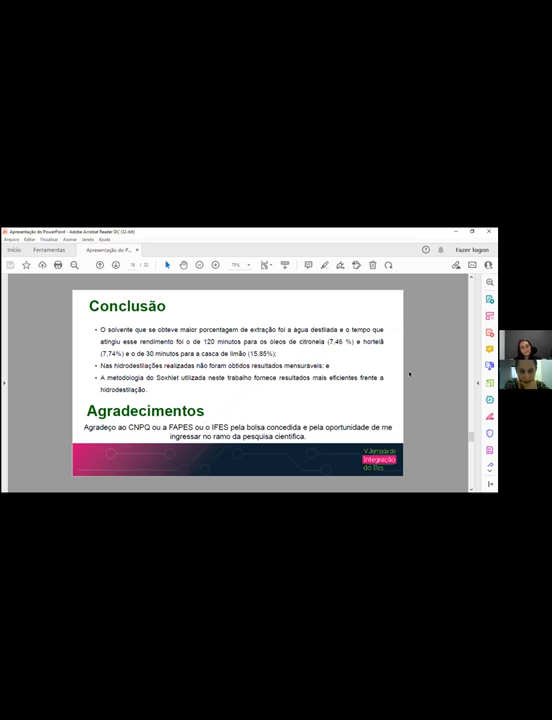 Apresentação do PowerPoint - Adobe Acrobat Reader DC (32-bit)
Arquivo Editar Visualizar Assinar Janela Ajuda
Início Ferramentas Apresentação do P... ×
Fazer logon
16 / 22
75%
Conclusão
• O solvente que se obteve maior porcentagem de extração foi a água destilada e o tempo que
atingiu esse rendimento foi o de 120 minutos para os óleos de citronela (7,46 %) e hortelã
(7,74%) e o de 30 minutos para a casca de limão (15,85%);
• Nas hidrodestilações realizadas não foram obtidos resultados mensuráveis; e
• A metodologia do Soxhlet utilizada neste trabalho fornece resultados mais eficientes frente a
hidrodestilação.
Agradecimentos
Agradeço ao CNPQ ou a FAPES ou o IFES pela bolsa concedida e pela oportunidade de me
ingressar no ramo da pesquisa científica.
V Jornada de
Integração
do Ifes